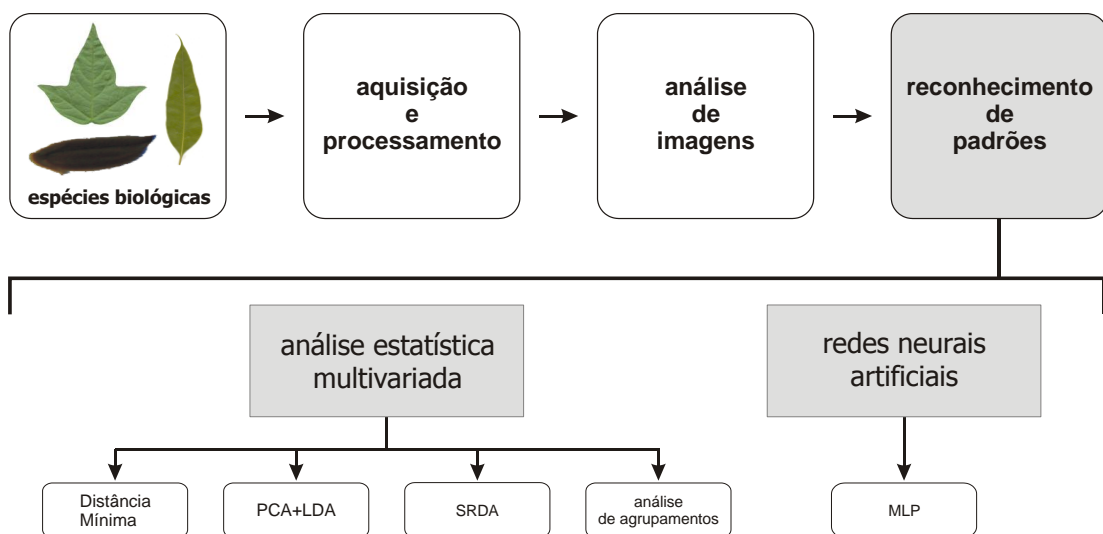 espécies biológicas
aquisição
e
processamento
análise
de
imagens
reconhecimento
de
padrões
análise estatística
multivariada
redes neurais
artificiais
Distância
Mínima
PCA+LDA
SRDA
análise
de agrupamentos
MLP